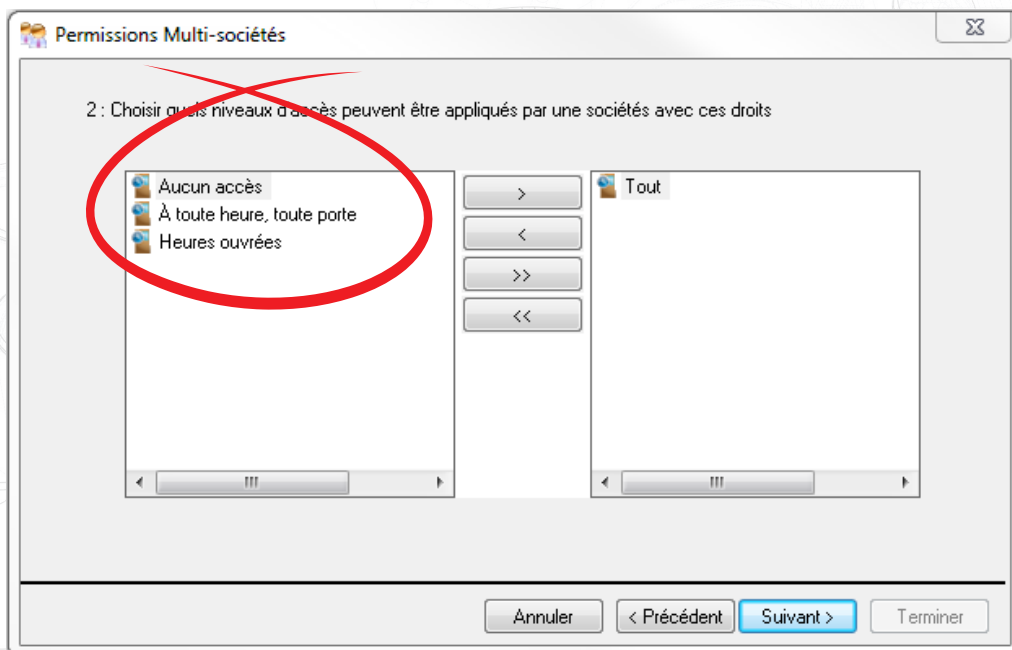 Permissions Multi-sociétés
2 : Choisir quels niveaux d'accès peuvent être appliqués par une sociétés avec ces droits
Aucun accès
À toute heure, toute porte
Heures ouvrées
>
<
>>
<<
Tout
Annuler
< Précédent
Suivant >
Terminer